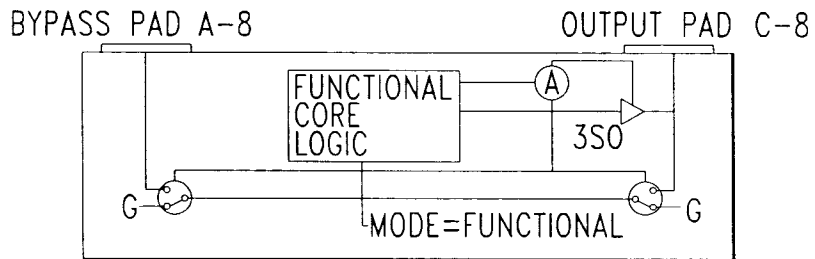 BYPASS PAD A-8
OUTPUT PAD C-8
FUNCTIONAL
CORE
LOGIC
A
3SO
G
G
MODE=FUNCTIONAL